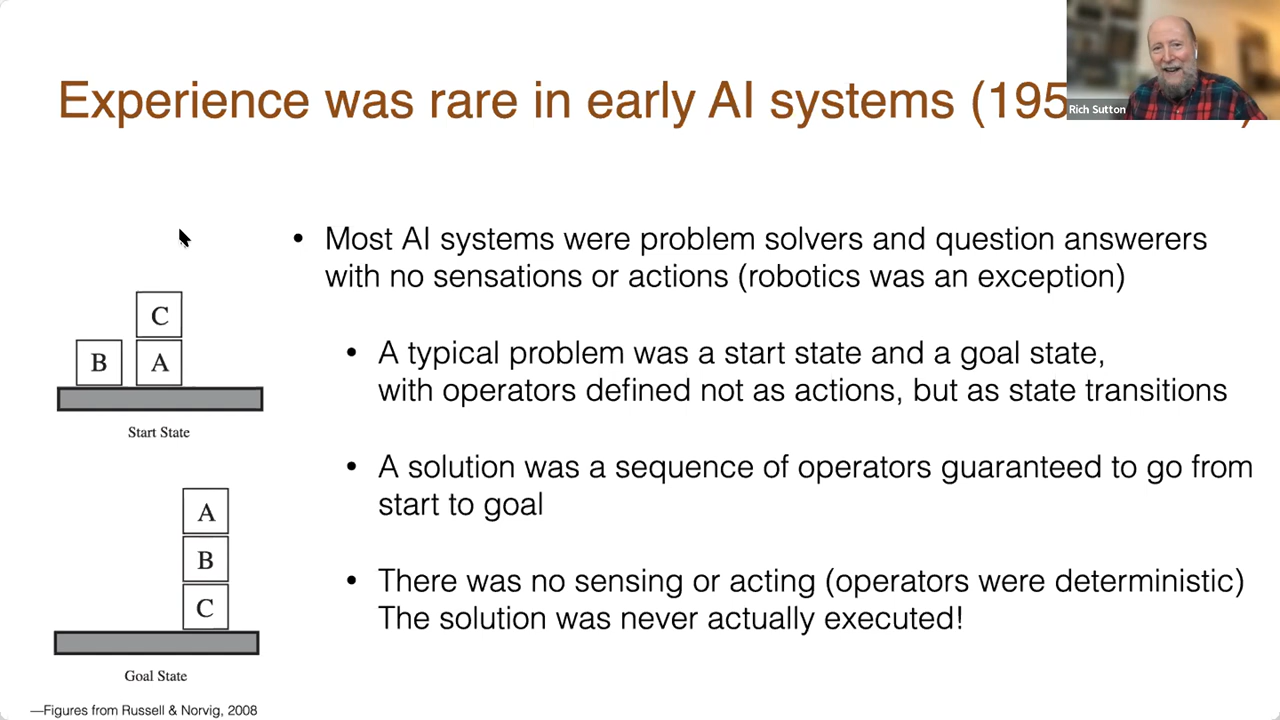 Experience was rare in early AI systems (195
Rich Sutton
• Most AI systems were problem solvers and question answerers
with no sensations or actions (robotics was an exception)
• A typical problem was a start state and a goal state,
with operators defined not as actions, but as state transitions
• A solution was a sequence of operators guaranteed to go from
start to goal
• There was no sensing or acting (operators were deterministic)
The solution was never actually executed!
C
B A
Start State
A
B
C
Goal State
—Figures from Russell & Norvig, 2008